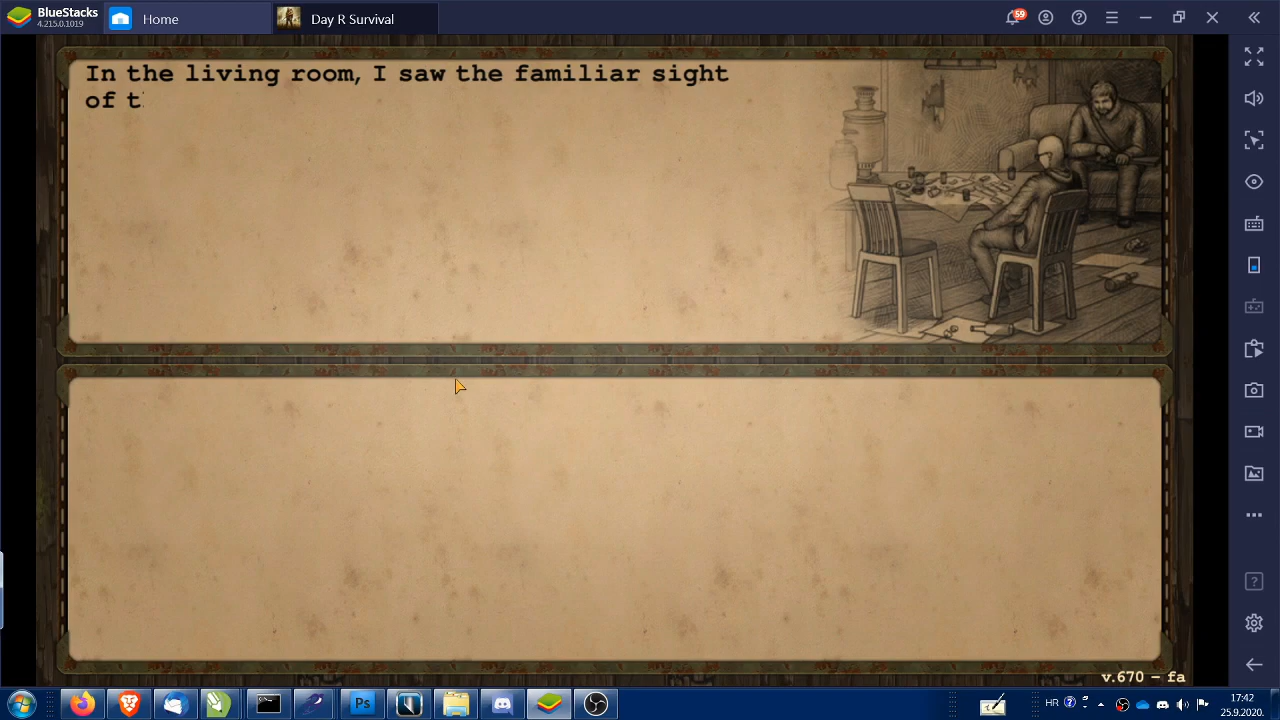 BlueStacks
4.215.0.1019
Home
Day R Survival
59
In the living room, I saw the familiar sight
of t
v.670 – fa
Ps
HR
17:42
25.9.2020.